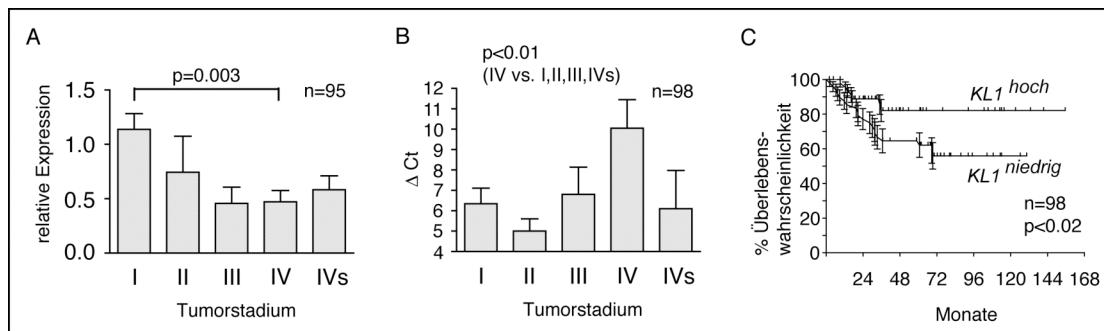 A
p=0.003
n=95
relative Expression
1.5
1.0
0.5
0.0
I II III IV IVs
Tumorstadium
B
p<0.01
(IV vs. I,II,III,IVs)
n=98
Δ Ct
12
11
10
9
8
7
6
5
4
I II III IV IVs
Tumorstadium
C
% Überlebens-
wahrscheinlichkeit
100
80
60
40
20
0
KL1 hoch
KL1 niedrig
n=98
p<0.02
24 48 72 96 120 144 168
Monate